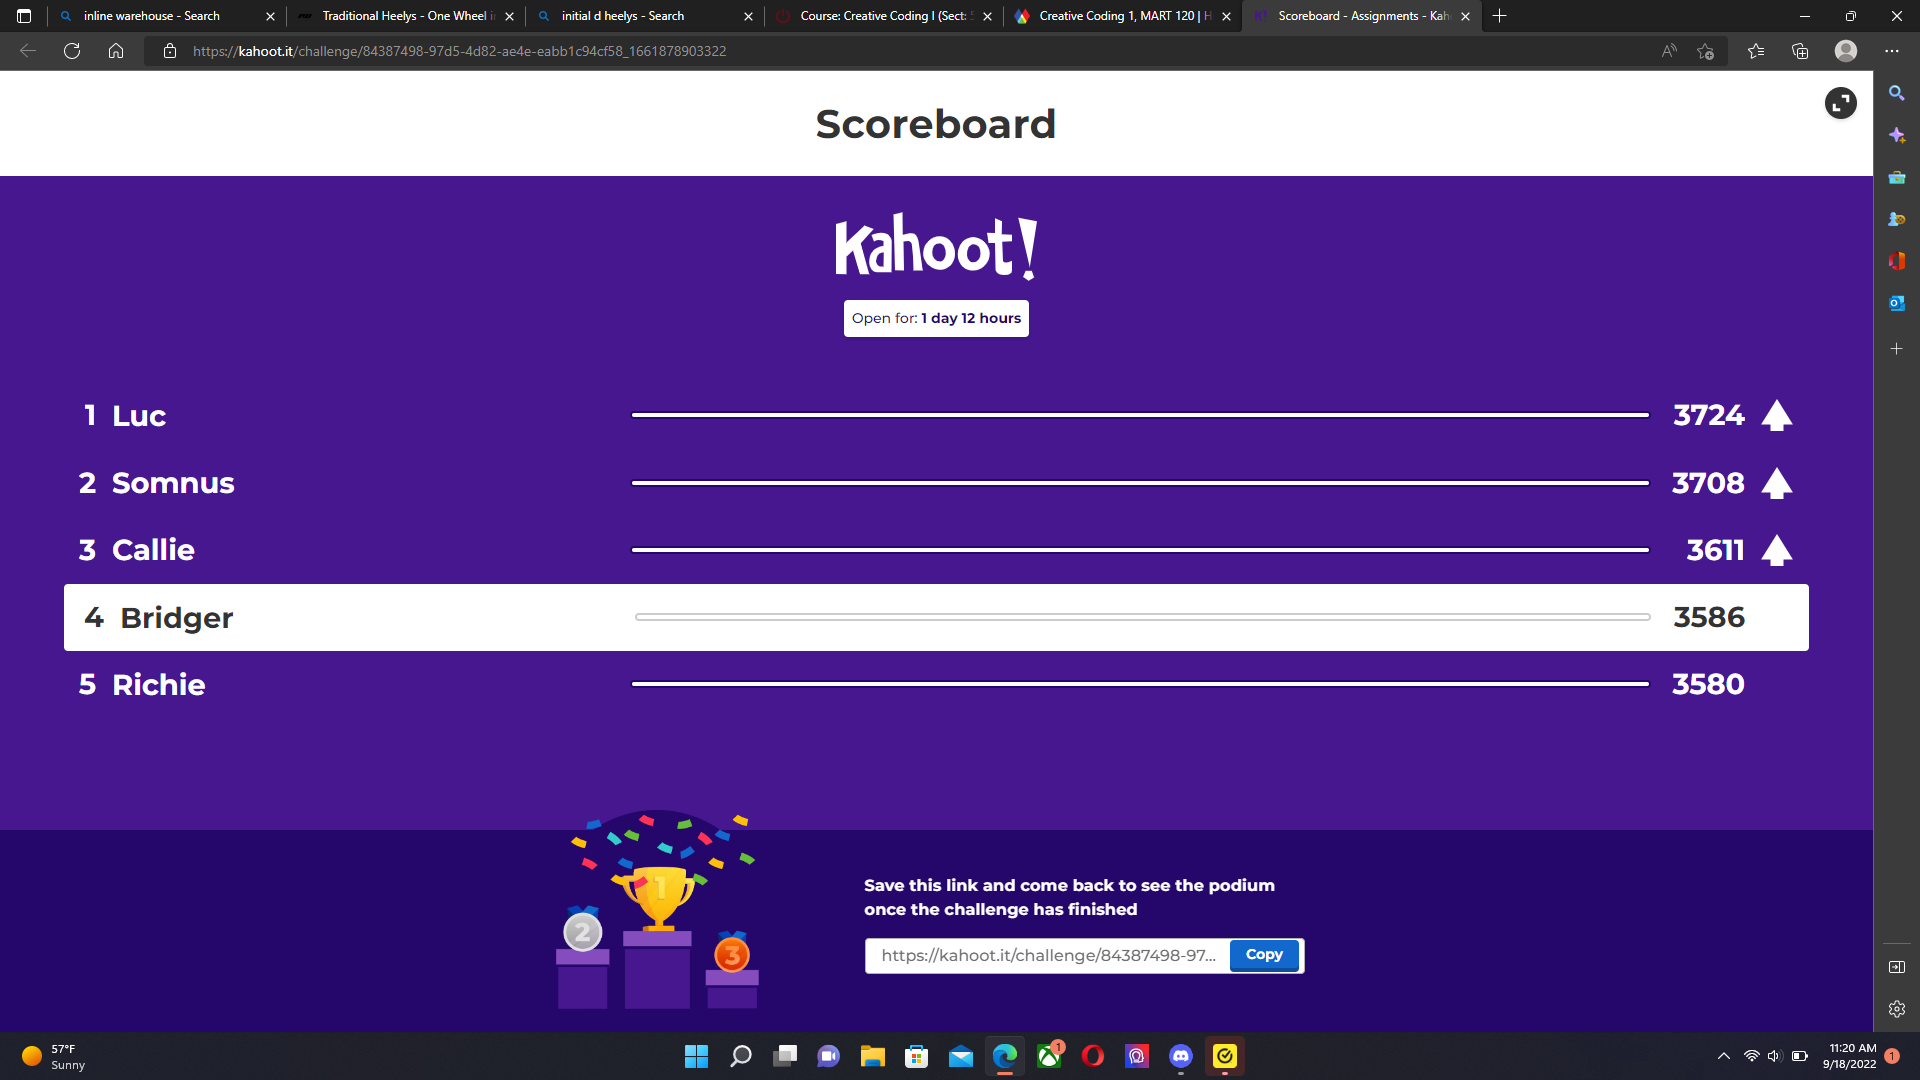 inline warehouse - Search
Traditional Heelys - One Wheel i
initial d heelys - Search
Course: Creative Coding I (Sect:
Creative Coding 1, MART 120 | H
Scoreboard - Assignments - Kah
https://kahoot.it/challenge/84387498-97d5-4d82-ae4e-eabb1c94cf58_1661878903322
Scoreboard
Kahoot!
Open for: 1 day 12 hours
1 Luc 3724
2 Somnus 3708
3 Callie 3611
4 Bridger 3586
5 Richie 3580
1
2
3
Save this link and come back to see the podium
once the challenge has finished
https://kahoot.it/challenge/84387498-97... Copy
57°F
Sunny
1
11:20 AM
9/18/2022
1